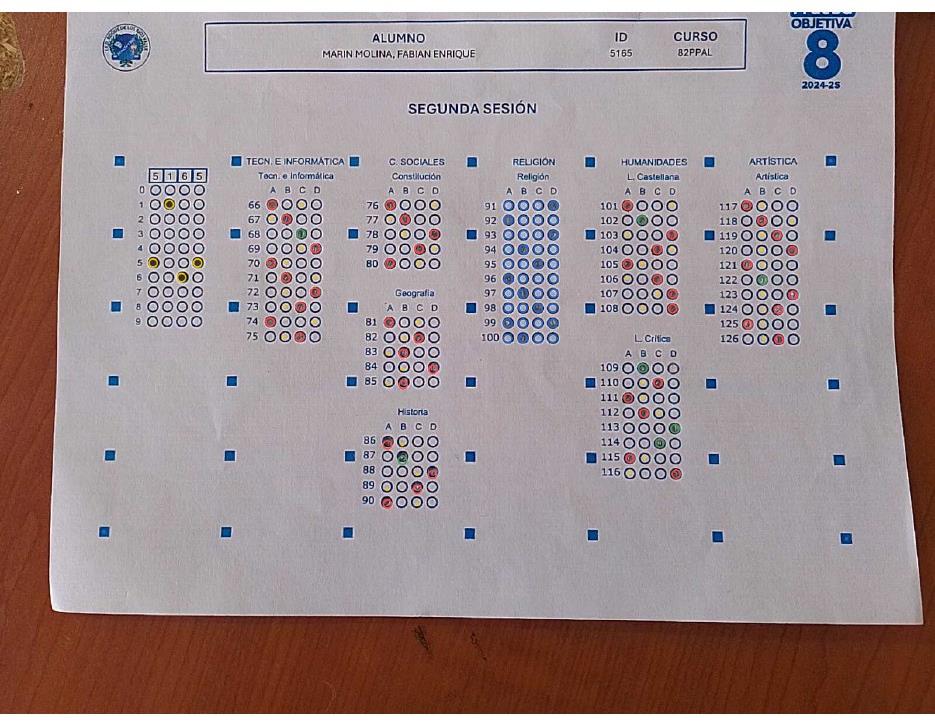 OBJETIVA
8
2024-25
ALUMNO ID CURSO
MARIN MOLINA, FABIAN ENRIQUE 5165 82PPAL
SEGUNDA SESIÓN
5 1 6 5
0
1
2
3
4
5
6
7
8
9
TECN. E INFORMÁTICA
Tecn. e Informática
A B C D
66
67
68
69
70
71
72
73
74
75
C. SOCIALES
Constitución
A B C D
76
77
78
79
80
Geografía
A B C D
81
82
83
84
85
Historia
A B C D
86
87
88
89
90
RELIGIÓN
Religión
A B C D
91
92
93
94
95
96
97
98
99
100
HUMANIDADES
L. Castellana
A B C D
101
102
103
104
105
106
107
108
L. Crítica
A B C D
109
110
111
112
113
114
115
116
ARTÍSTICA
Artística
A B C D
117
118
119
120
121
122
123
124
125
126